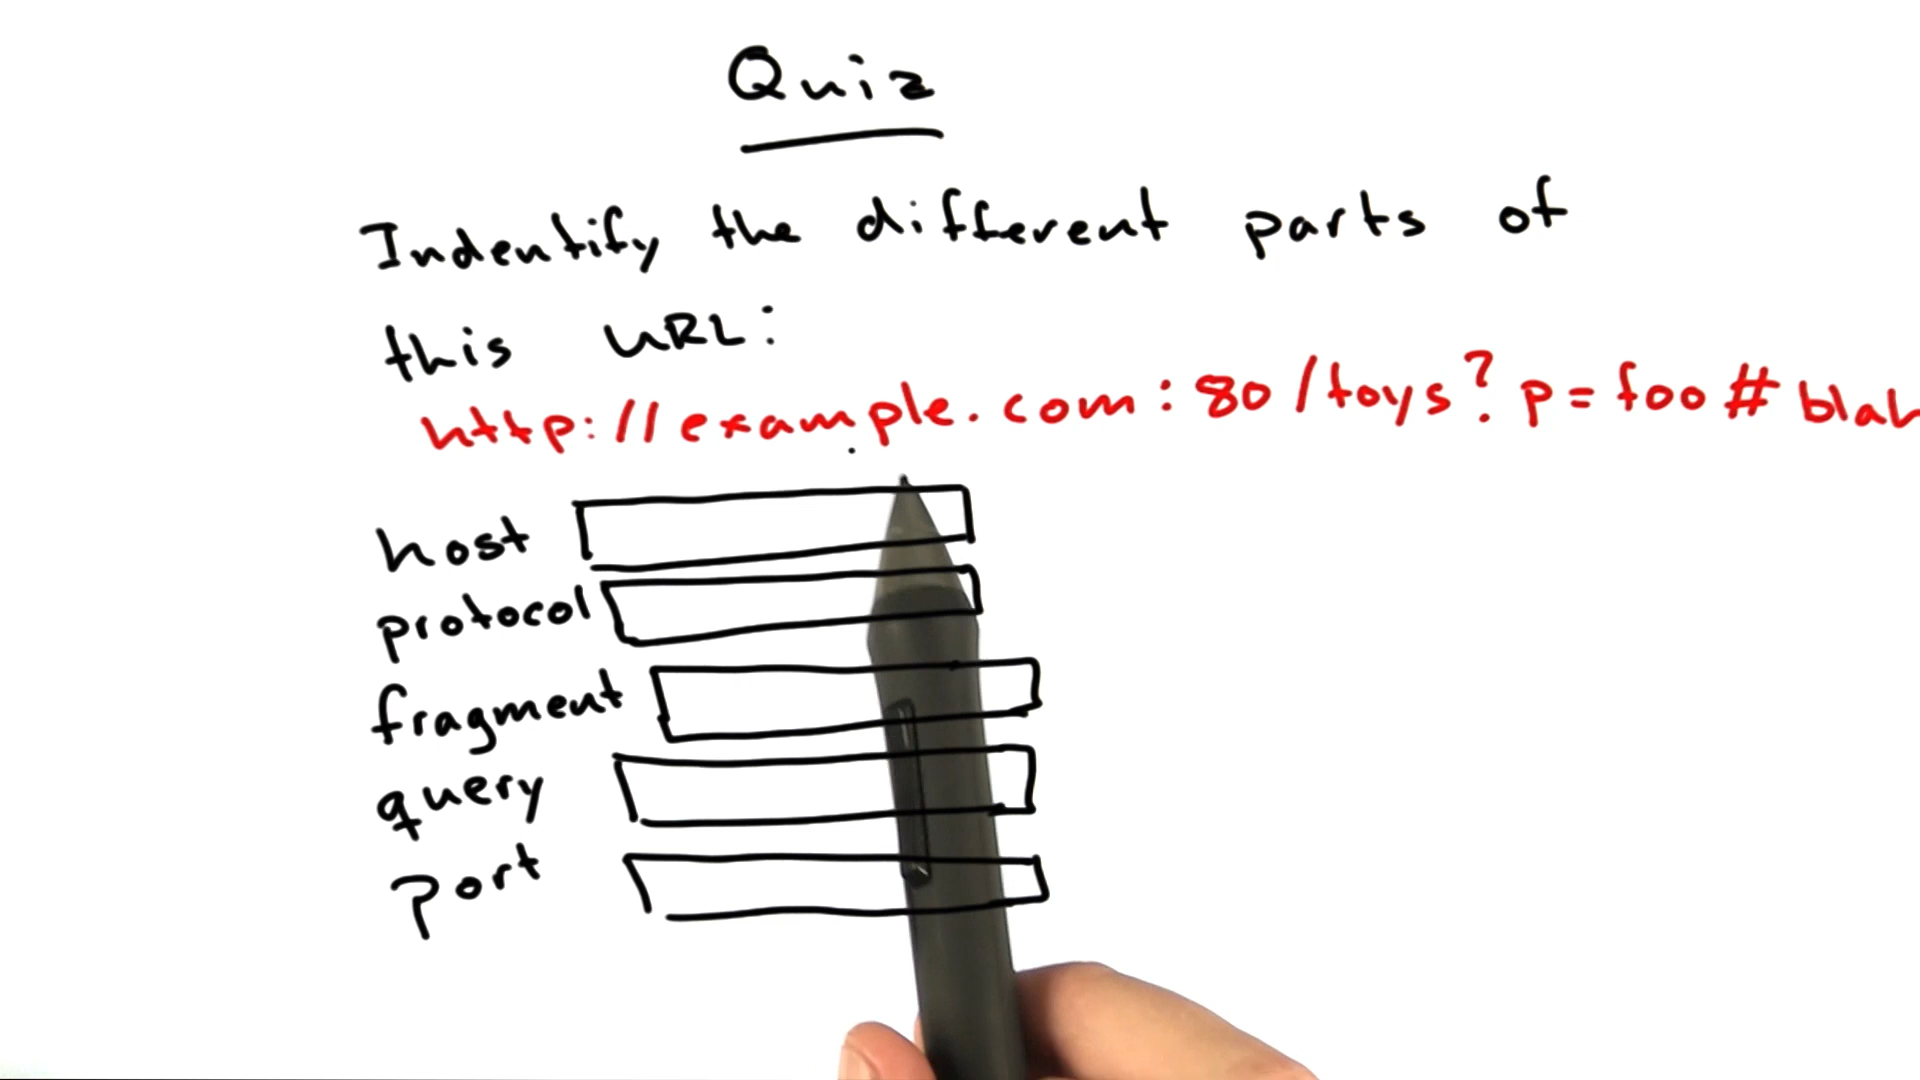 Quiz
Indentify the different parts of
this URL:
http://example.com:80/toys?p=foo#blah
host
protocol
fragment
query
port